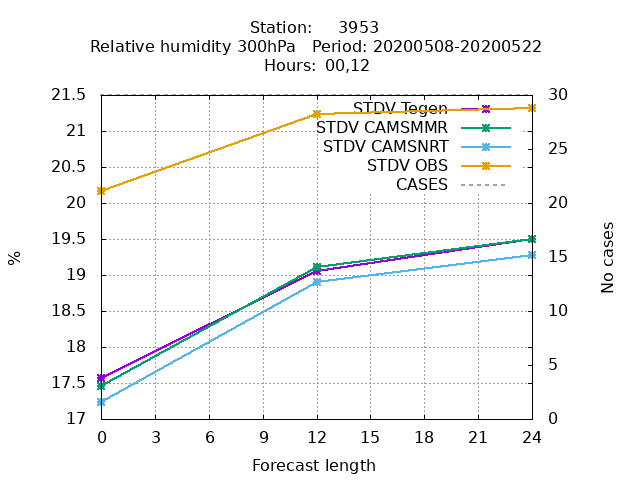 Station: 3953
Relative humidity 300hPa Period: 20200508-20200522
Hours: 00,12
21.5
21
20.5
20
19.5
19
18.5
18
17.5
17
%
STDV Tegen
STDV CAMSMMR
STDV CAMSNRT
STDV OBS
CASES
30
25
20
15
10
5
0
No cases
0 3 6 9 12 15 18 21 24
Forecast length